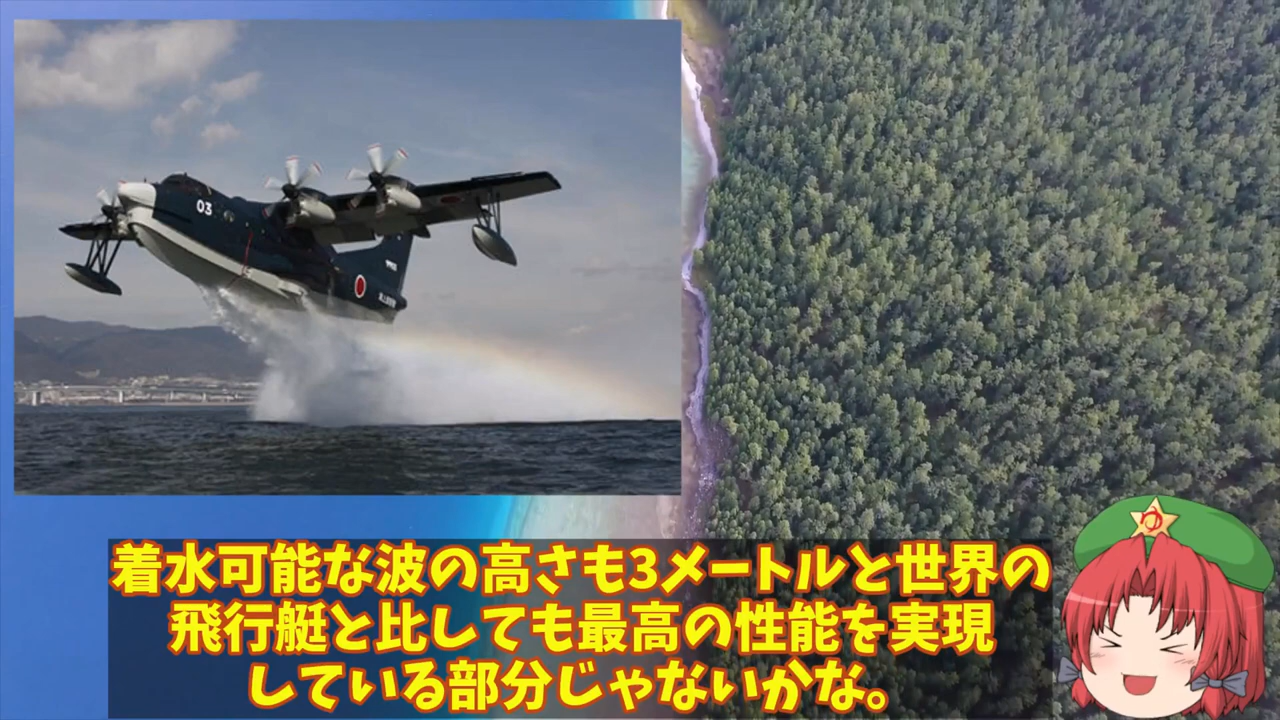 03
着水可能な波の高さも3メートルと世界の
飛行艇と比しても最高の性能を実現
している部分じゃないかな。